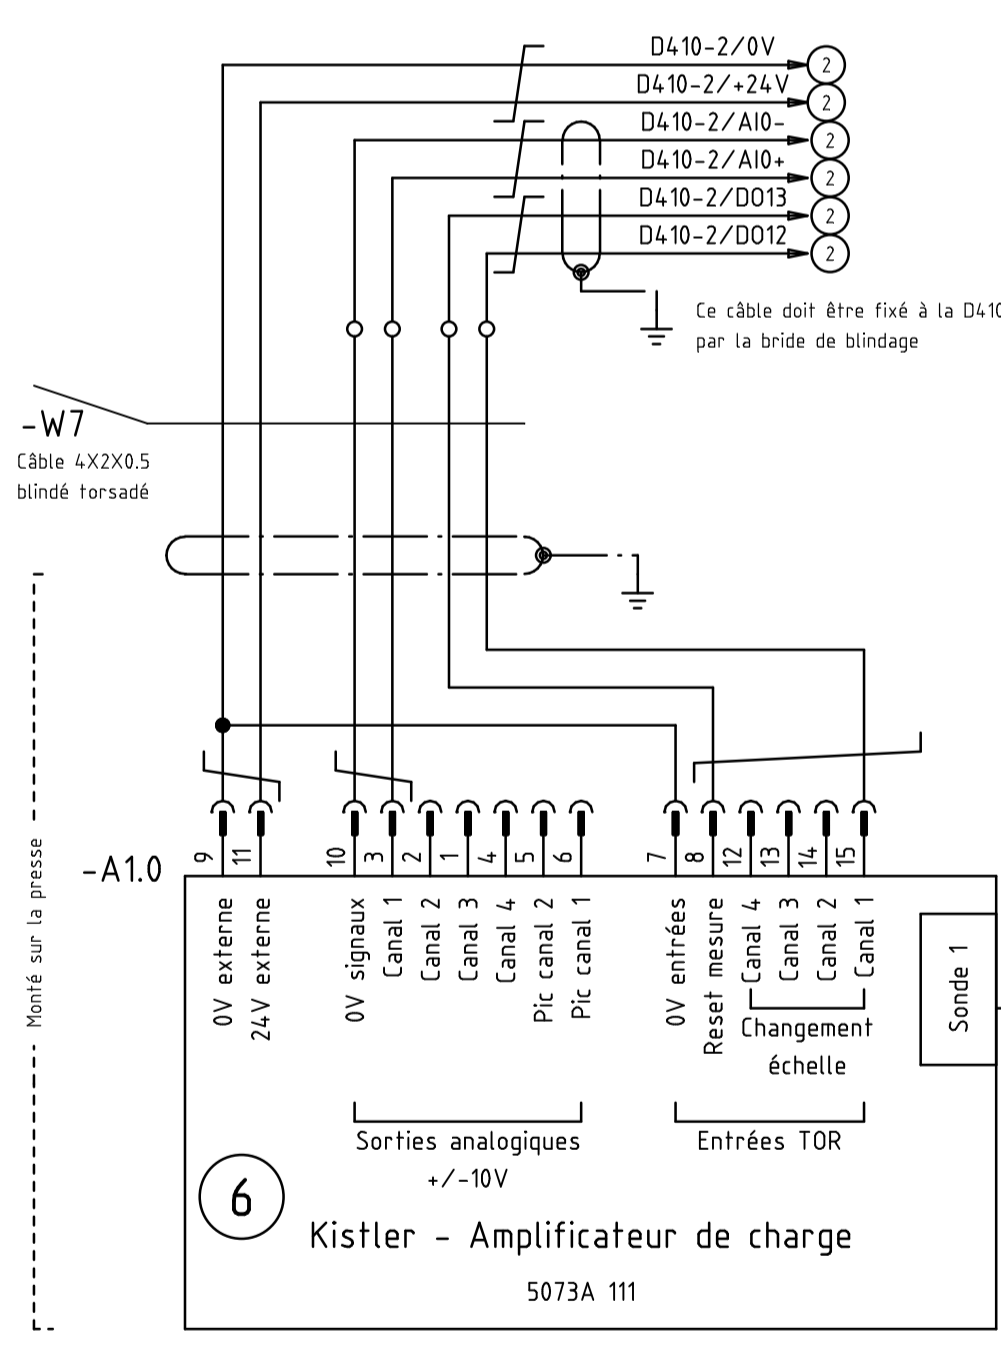 D410-2/0V
2
D410-2/+24V
2
D410-2/AI0-
2
D410-2/AI0+
2
D410-2/DO13
2
D410-2/DO12
2
Ce câble doit être fixé à la D410
par la bride de blindage
-W7
Câble 4X2X0.5
blindé torsadé
Monté sur la presse
-A1.0
9
11
10
3
2
1
4
5
6
7
8
12
13
14
15
0V externe
24V externe
0V signaux
Canal 1
Canal 2
Canal 3
Canal 4
Pic canal 2
Pic canal 1
0V entrées
Reset mesure
Canal 4
Canal 3
Canal 2
Canal 1
Changement
échelle
Sonde 1
Sorties analogiques
+/-10V
Entrées TOR
6
Kistler - Amplificateur de charge
5073A 111